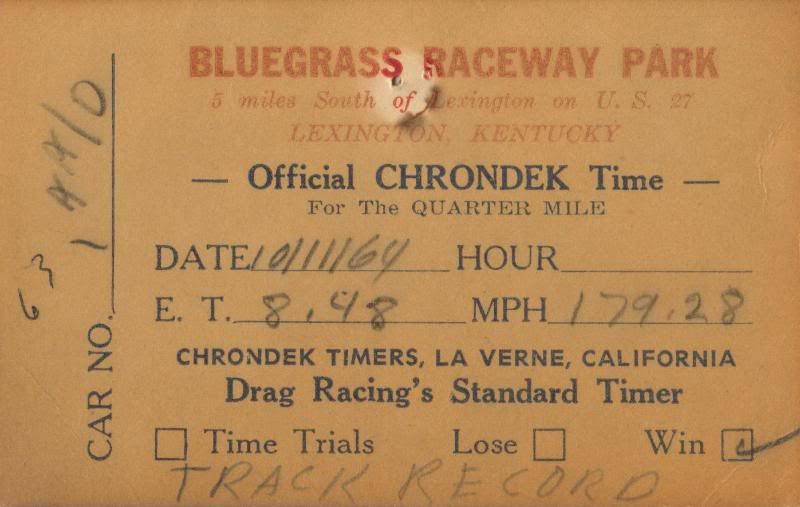 BLUEGRASS RACEWAY PARK
5 miles South of Lexington on U. S. 27
LEXINGTON, KENTUCKY
— Official CHRONDEK Time —
For The QUARTER MILE
DATE 10/11/64 HOUR
E. T. 8.48 MPH 179.28
CHRONDEK TIMERS, LA VERNE, CALIFORNIA
Drag Racing's Standard Timer
Time Trials Lose Win
TRACK RECORD
CAR NO. 1 AA/D
63